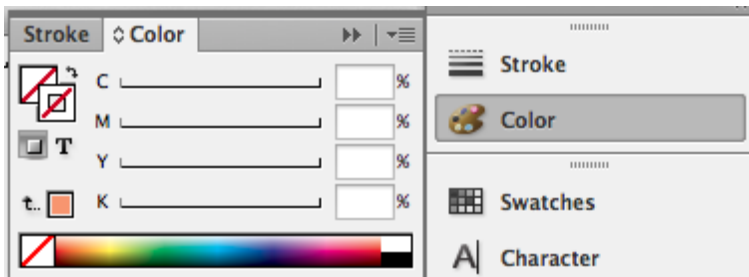 Stroke Color
C %
M %
T
Y %
t.. K %
Stroke
Color
Swatches
A Character